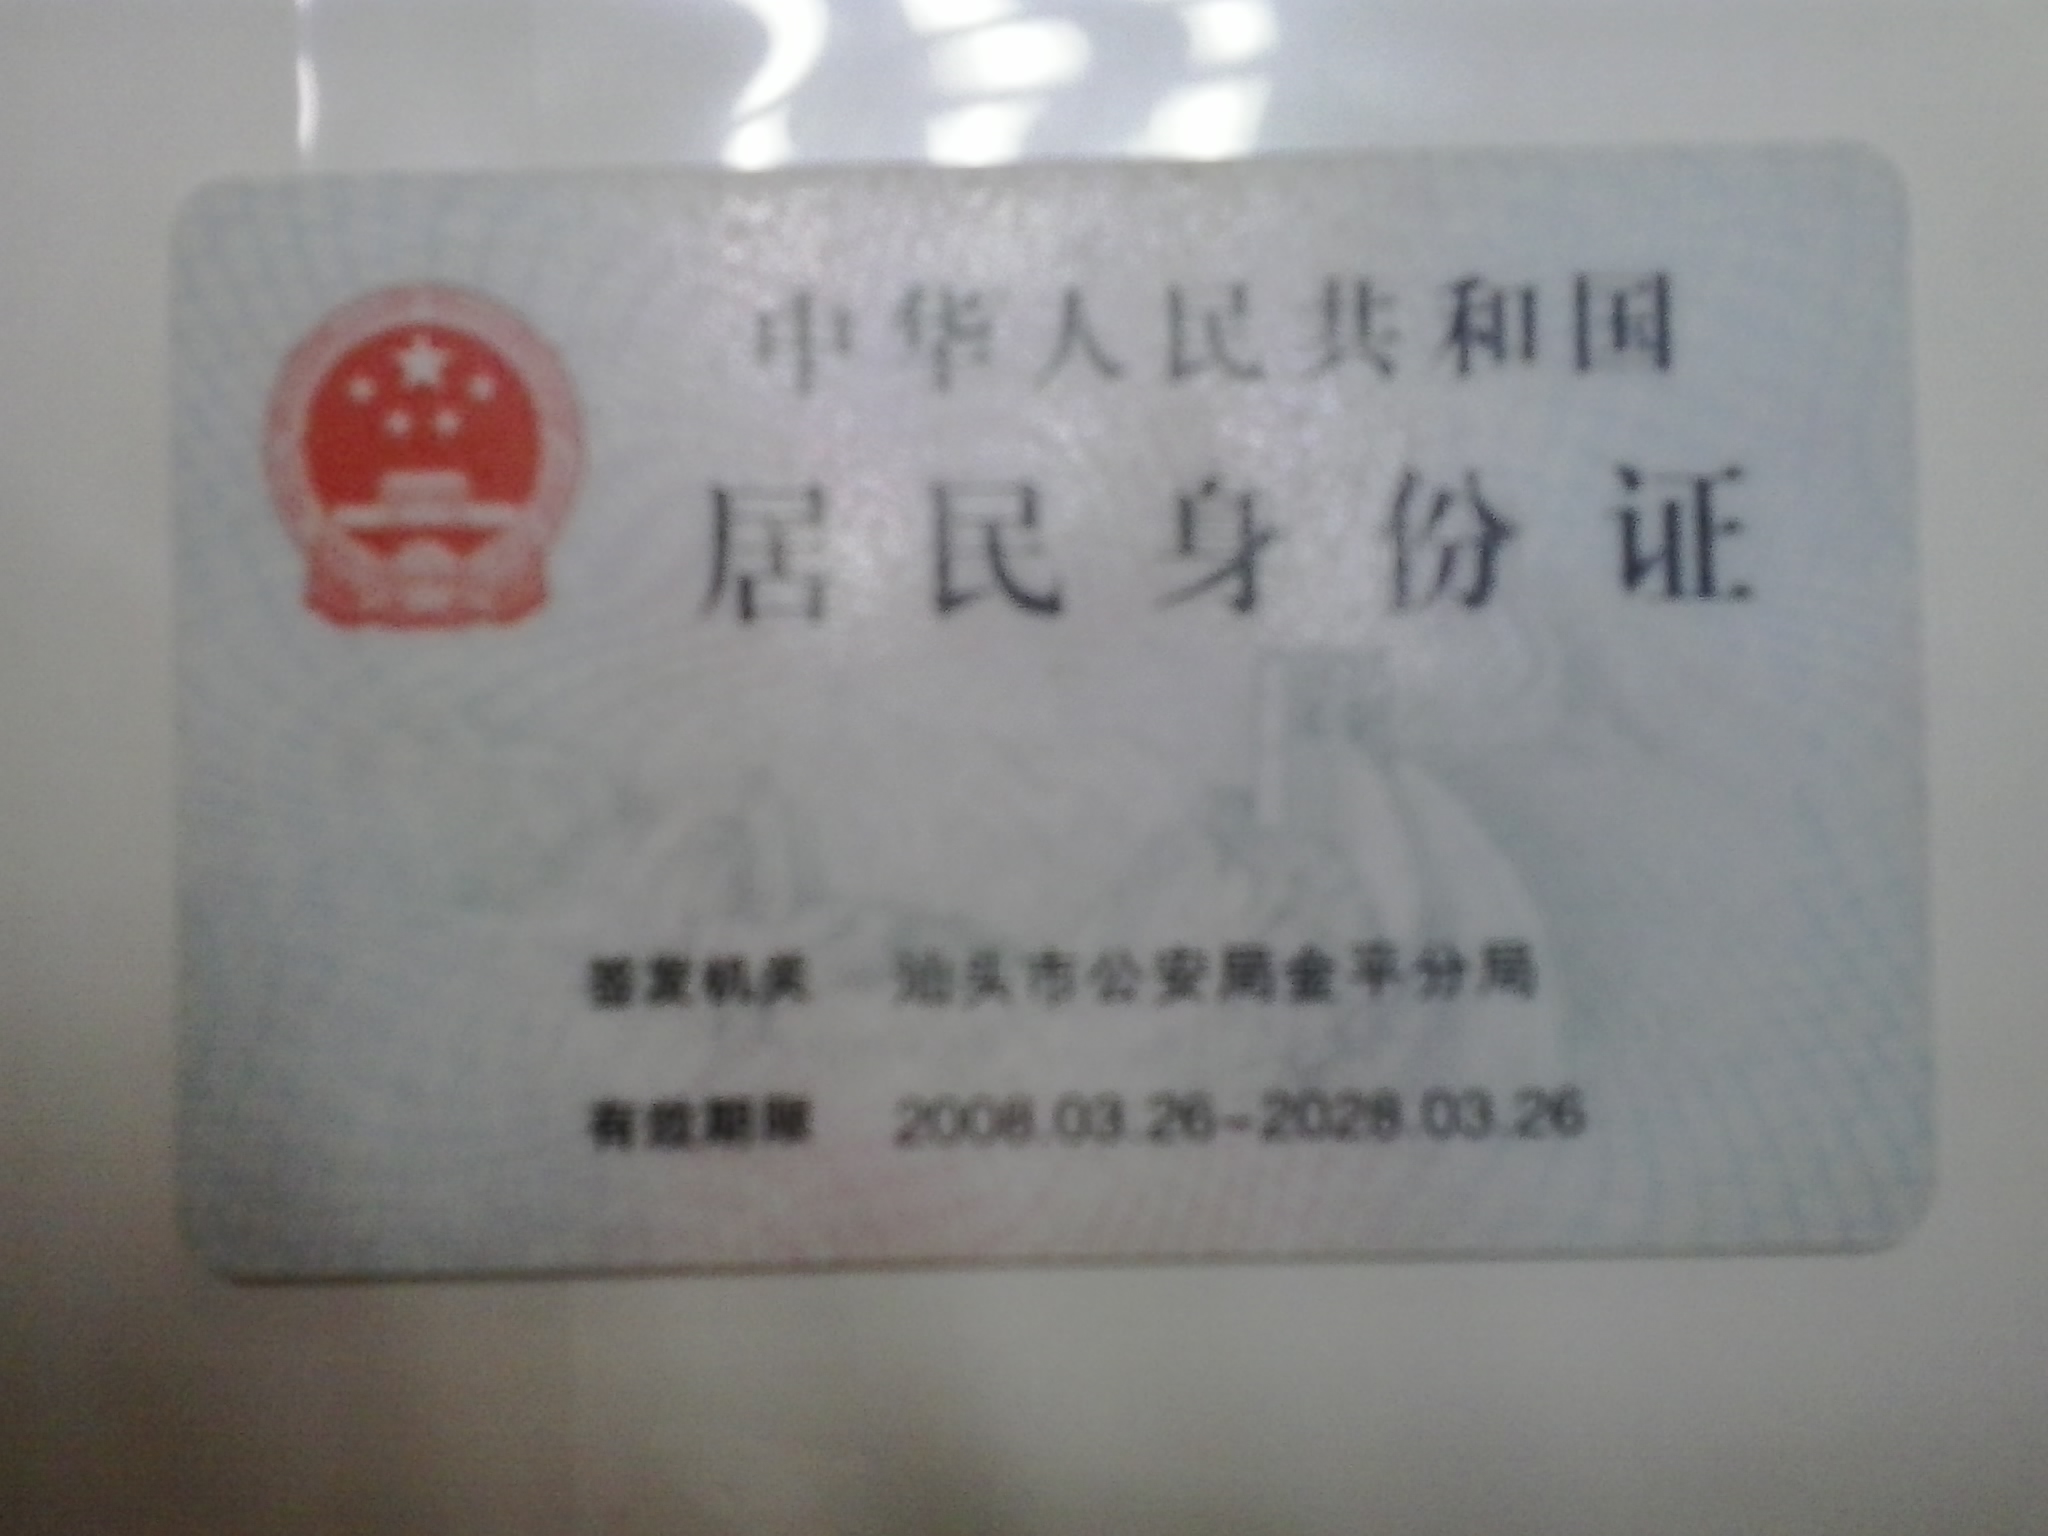 中华人民共和国
居民身份证
签发机关 汕头市公安局金平分局
有效期限 2008.03.26-2028.03.26